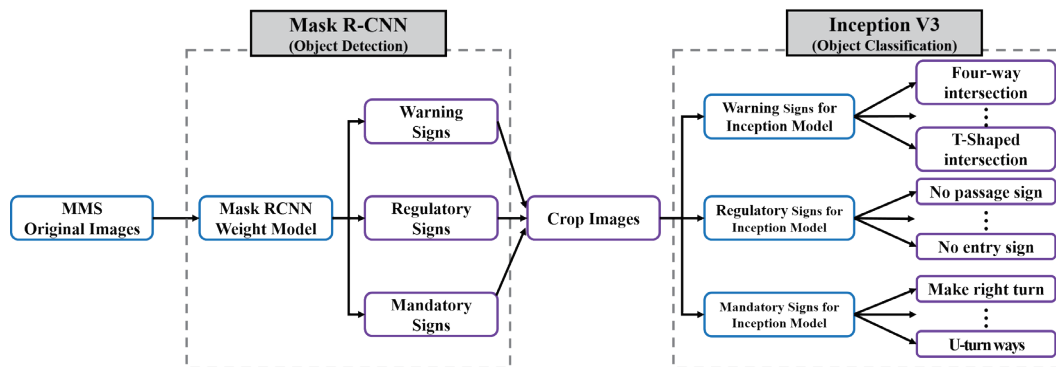 Mask R-CNN
(Object Detection)
Inception V3
(Object Classification)
MMS
Original Images
Mask RCNN
Weight Model
Warning
Signs
Regulatory
Signs
Mandatory
Signs
Crop Images
Warning Signs for
Inception Model
Regulatory Signs for
Inception Model
Mandatory Signs for
Inception Model
Four-way
intersection
T-Shaped
intersection
No passage sign
No entry sign
Make right turn
U-turn ways